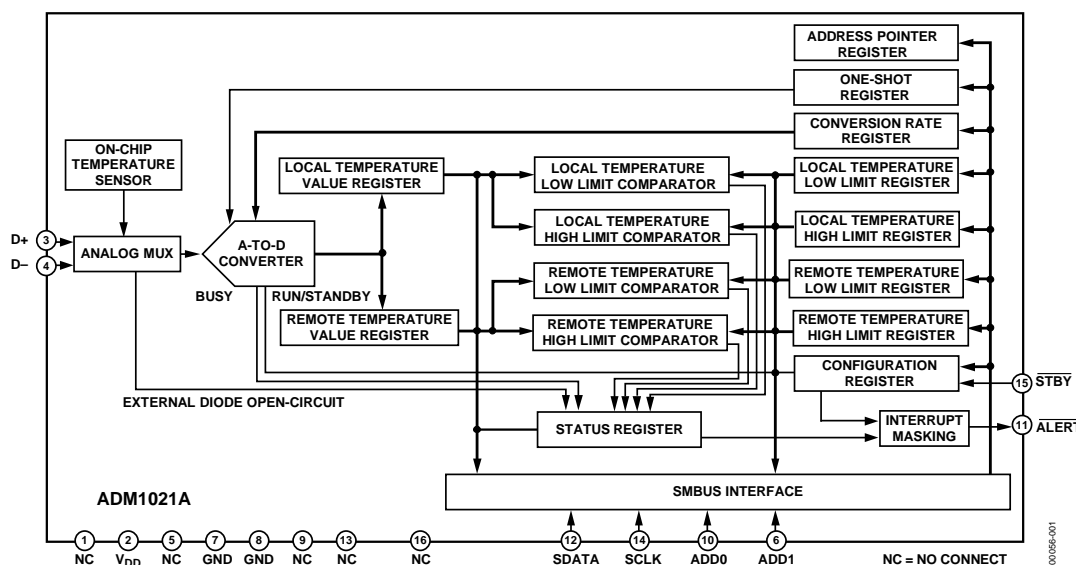 ADDRESS POINTER
REGISTER
ONE-SHOT
REGISTER
CONVERSION RATE
REGISTER
ON-CHIP
TEMPERATURE
SENSOR
LOCAL TEMPERATURE
VALUE REGISTER
LOCAL TEMPERATURE
LOW LIMIT COMPARATOR
LOCAL TEMPERATURE
LOW LIMIT REGISTER
D+
3
D–
4
ANALOG MUX
A-TO-D
CONVERTER
LOCAL TEMPERATURE
HIGH LIMIT COMPARATOR
LOCAL TEMPERATURE
HIGH LIMIT REGISTER
BUSY
RUN/STANDBY
REMOTE TEMPERATURE
LOW LIMIT COMPARATOR
REMOTE TEMPERATURE
LOW LIMIT REGISTER
REMOTE TEMPERATURE
VALUE REGISTER
REMOTE TEMPERATURE
HIGH LIMIT COMPARATOR
REMOTE TEMPERATURE
HIGH LIMIT REGISTER
CONFIGURATION
REGISTER
15
STBY
EXTERNAL DIODE OPEN-CIRCUIT
STATUS REGISTER
INTERRUPT
MASKING
11
ALERT
SMBUS INTERFACE
ADM1021A
1
2
5
7
8
9
13
16
12
14
10
6
NC
VDD
NC
GND
GND
NC
NC
NC
SDATA
SCLK
ADD0
ADD1
NC = NO CONNECT
00056-001